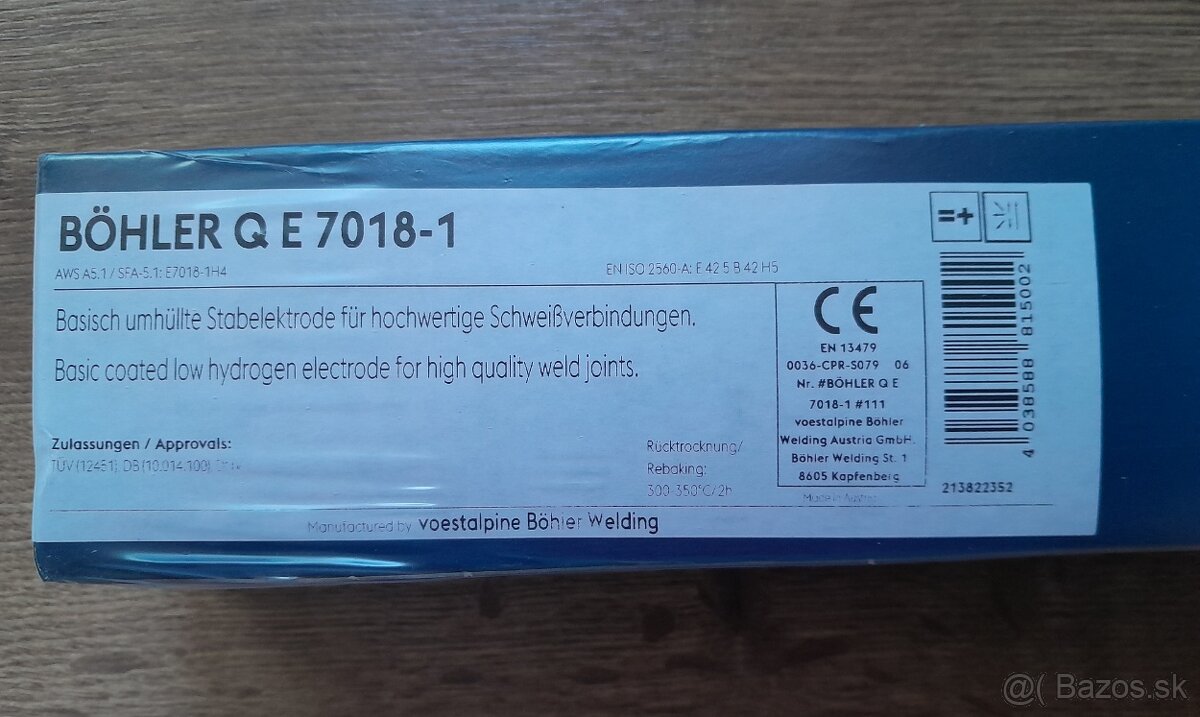 BÖHLER Q E 7018-1
AWS A5.1 / SFA-5.1: E7018-1H4
EN ISO 2560-A: E 42 5 B 42 H5
Basisch umhüllte Stabelektrode für hochwertige Schweißverbindungen.
Basic coated low hydrogen electrode for high quality weld joints.
Zulassungen / Approvals:
TÜV (12451), DB (10.014.100)
Rücktrocknung/
Rebaking:
300-350°C/2h
CE
EN 13479
0036-CPR-S079 06
Nr. #BÖHLER Q E
7018-1 #111
voestalpine Böhler
Welding Austria GmbH.
Böhler Welding St. 1
8605 Kapfenberg
Made in Austria
=+
4 038588 815002
213822352
Manufactured by voestalpine Böhler Welding
@( Bazos.sk